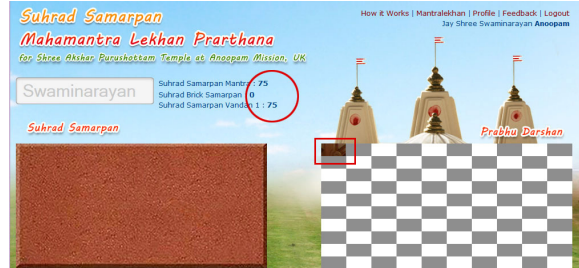 Suhrad Samarpan
How it Works | Mantralekhan | Profile | Feedback | Logout
Jay Shree Swaminarayan Anoopam
Mahamantra Lekhan Prarthana
for Shree Akshar Purushottam Temple at Anoopam Mission, UK
Swaminarayan
Suhrad Samarpan Mantra : 75
Suhrad Brick Samarpan : 0
Suhrad Samarpan Vandan 1 : 75
Suhrad Samarpan
Prabhu Darshan